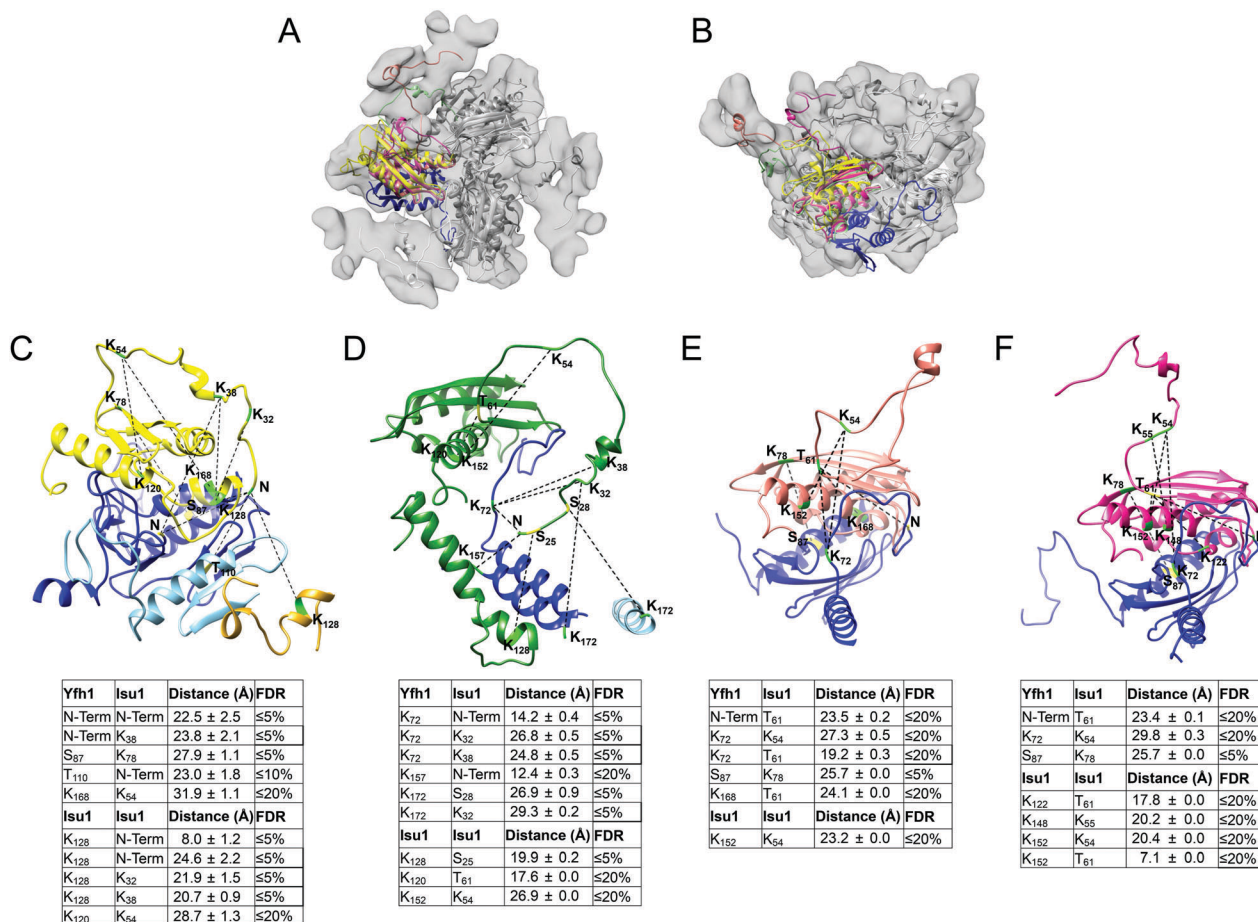 A
B
C
K54
K78
K38
K32
K120
K168
N
S87
K128
N
T110
K128
D
K54
T61
K120
K152
K38
K32
K72
S28
N
S25
K157
K172
K128
K172
E
K54
K78
T61
K152
K168
N
S87
K72
F
K55
K54
K78
T61
K152
K148
K122
K72
S87
Yfh1 Isu1 Distance (Å) FDR
N-Term N-Term 22.5 ± 2.5 ≤5%
N-Term K38 23.8 ± 2.1 ≤5%
S87 K78 27.9 ± 1.1 ≤5%
T110 N-Term 23.0 ± 1.8 ≤10%
K168 K54 31.9 ± 1.1 ≤20%
Isu1 Isu1
K128 N-Term 8.0 ± 1.2 ≤5%
K128 N-Term 24.6 ± 2.2 ≤5%
K128 K32 21.9 ± 1.5 ≤5%
K128 K38 20.7 ± 0.9 ≤5%
K120 K54 28.7 ± 1.3 ≤20%
Yfh1 Isu1 Distance (Å) FDR
K72 N-Term 14.2 ± 0.4 ≤5%
K72 K32 26.8 ± 0.5 ≤5%
K72 K38 24.8 ± 0.5 ≤5%
K157 N-Term 12.4 ± 0.3 ≤20%
K172 S28 26.9 ± 0.9 ≤5%
K172 K32 29.3 ± 0.2 ≤5%
Isu1 Isu1
K128 S25 19.9 ± 0.2 ≤5%
K120 T61 17.6 ± 0.0 ≤20%
K152 K54 26.9 ± 0.0 ≤20%
Yfh1 Isu1 Distance (Å) FDR
N-Term T61 23.5 ± 0.2 ≤20%
K72 K54 27.3 ± 0.5 ≤20%
K72 T61 19.2 ± 0.3 ≤20%
S87 K78 25.7 ± 0.0 ≤5%
K168 T61 24.1 ± 0.0 ≤20%
Isu1 Isu1
K152 K54 23.2 ± 0.0 ≤20%
Yfh1 Isu1 Distance (Å) FDR
N-Term T61 23.4 ± 0.1 ≤20%
K72 K54 29.8 ± 0.3 ≤20%
S87 K78 25.7 ± 0.0 ≤5%
Isu1 Isu1
K122 T61 17.8 ± 0.0 ≤20%
K148 K55 20.2 ± 0.0 ≤20%
K152 K54 20.4 ± 0.0 ≤20%
K152 T61 7.1 ± 0.0 ≤20%